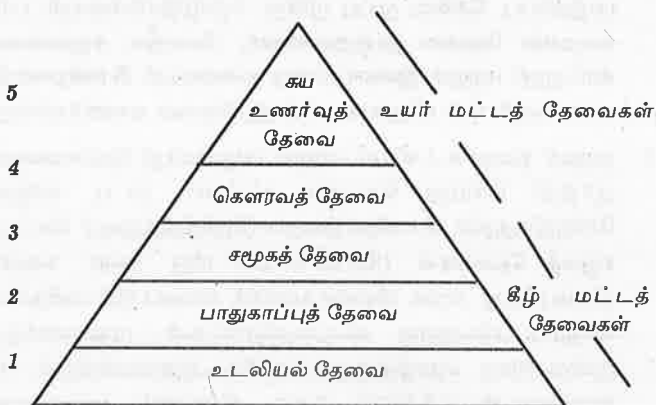 5
சுய
உணர்வுத்
தேவை
உயர் மட்டத் தேவைகள்
4
கௌரவத் தேவை
3
சமூகத் தேவை
2
பாதுகாப்புத் தேவை
கீழ் மட்டத்
தேவைகள்
1
உடலியல் தேவை